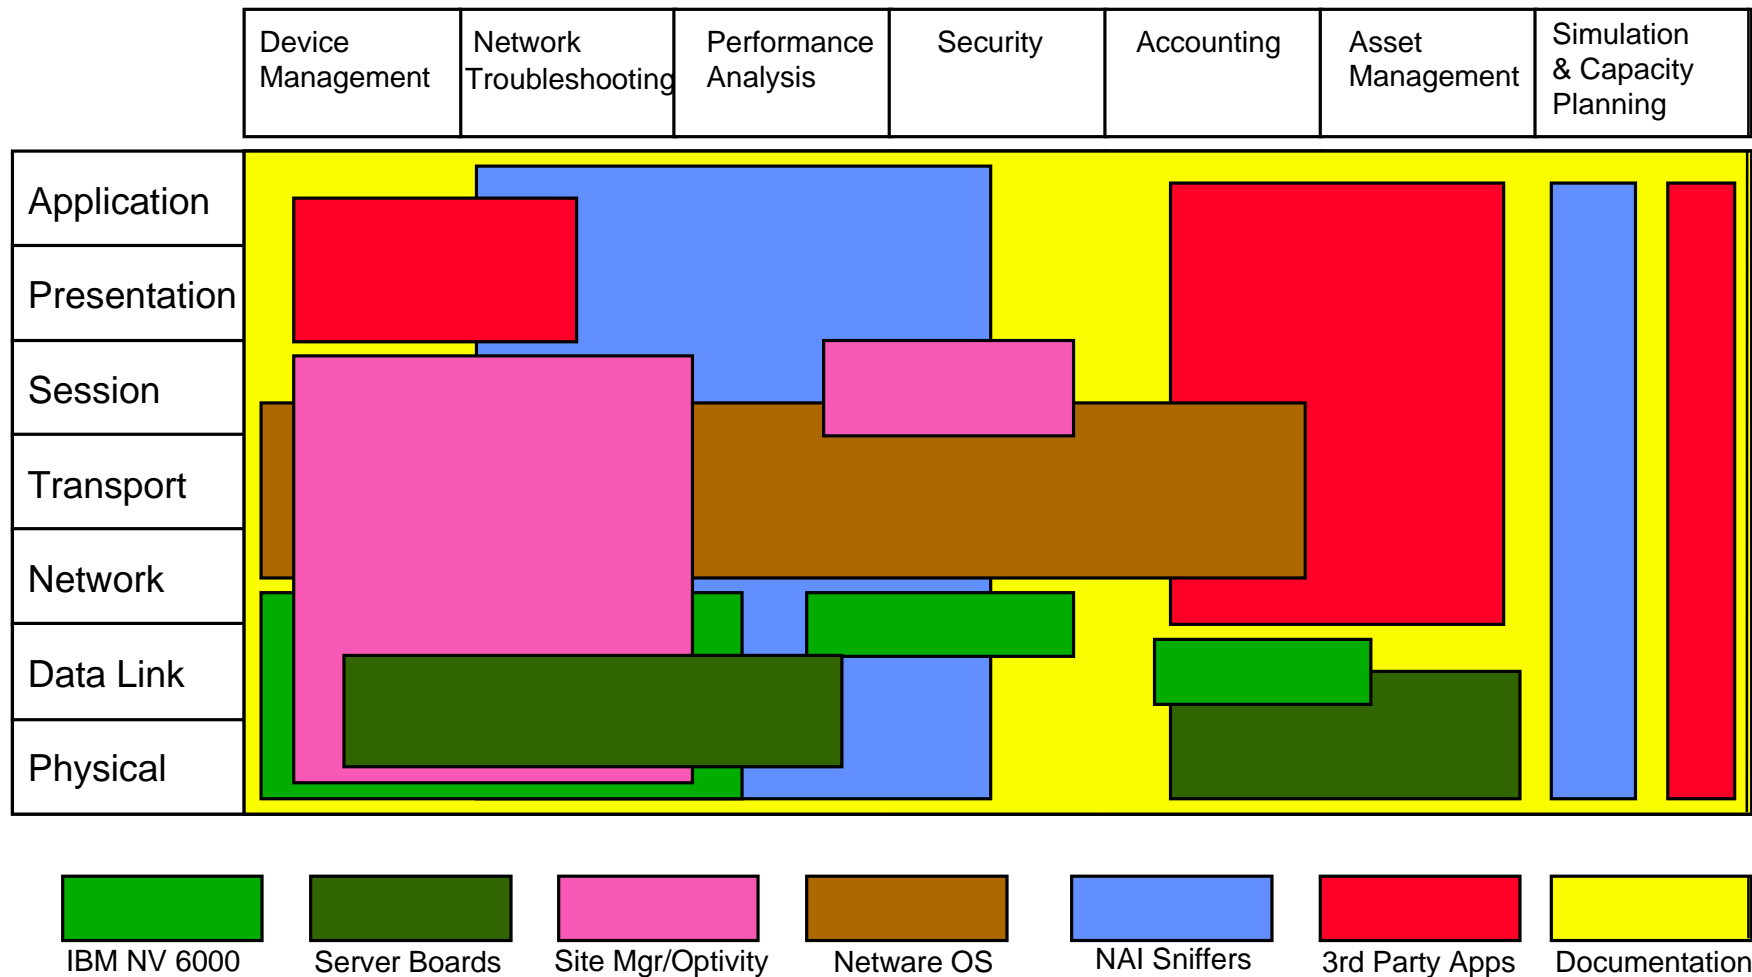 Device
Management
Network
Troubleshooting
Performance
Analysis
Security
Accounting
Asset
Management
Simulation
& Capacity
Planning
Application
Presentation
Session
Transport
Network
Data Link
Physical
IBM NV 6000
Server Boards
Site Mgr/Optivity
Netware OS
NAI Sniffers
3rd Party Apps
Documentation